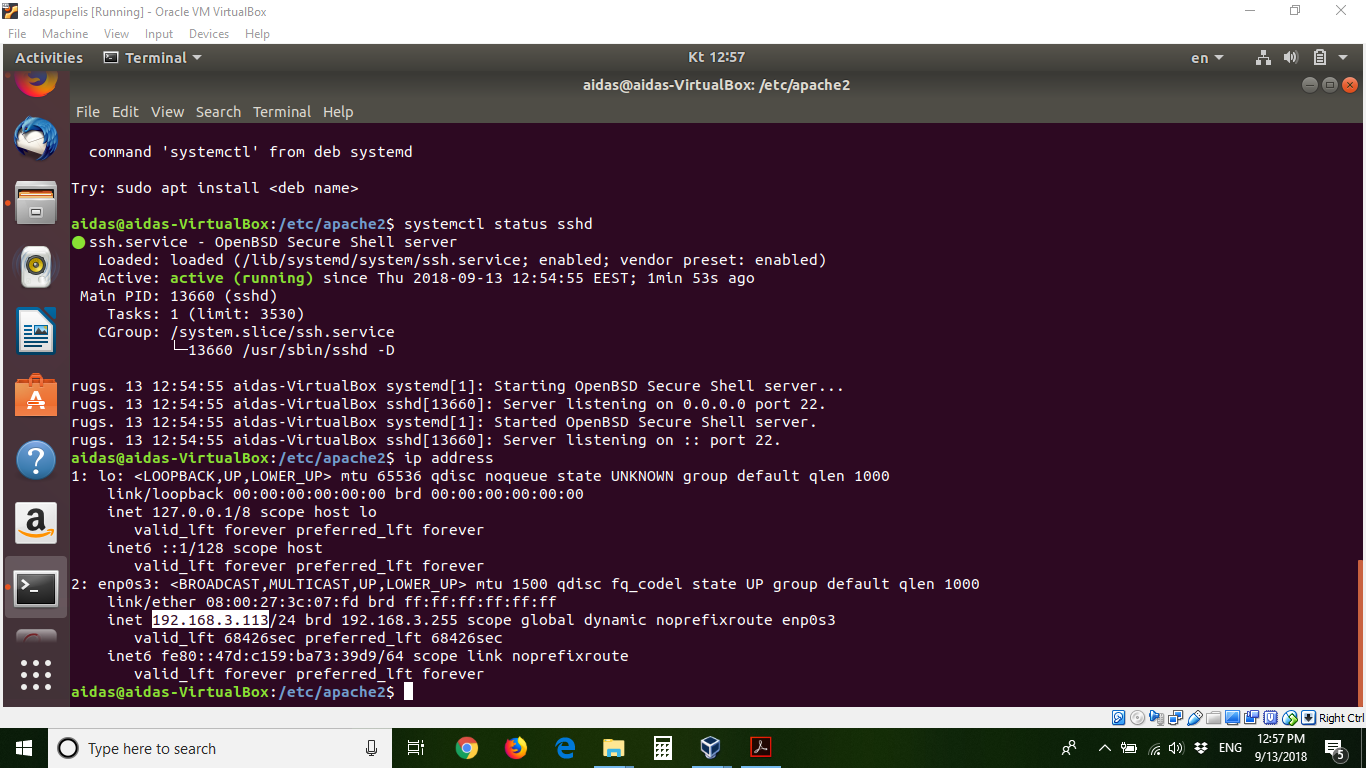 aidaspupelis [Running] - Oracle VM VirtualBox
File Machine View Input Devices Help
Activities Terminal Kt 12:57 en
aidas@aidas-VirtualBox: /etc/apache2
File Edit View Search Terminal Help
command 'systemctl' from deb systemd
Try: sudo apt install <deb name>
aidas@aidas-VirtualBox:/etc/apache2$ systemctl status sshd
ssh.service - OpenBSD Secure Shell server
Loaded: loaded (/lib/systemd/system/ssh.service; enabled; vendor preset: enabled)
Active: active (running) since Thu 2018-09-13 12:54:55 EEST; 1min 53s ago
Main PID: 13660 (sshd)
Tasks: 1 (limit: 3530)
CGroup: /system.slice/ssh.service
└─13660 /usr/sbin/sshd -D
rugs. 13 12:54:55 aidas-VirtualBox systemd[1]: Starting OpenBSD Secure Shell server...
rugs. 13 12:54:55 aidas-VirtualBox sshd[13660]: Server listening on 0.0.0.0 port 22.
rugs. 13 12:54:55 aidas-VirtualBox systemd[1]: Started OpenBSD Secure Shell server.
rugs. 13 12:54:55 aidas-VirtualBox sshd[13660]: Server listening on :: port 22.
aidas@aidas-VirtualBox:/etc/apache2$ ip address
1: lo: <LOOPBACK,UP,LOWER_UP> mtu 65536 qdisc noqueue state UNKNOWN group default qlen 1000
link/loopback 00:00:00:00:00:00 brd 00:00:00:00:00:00
inet 127.0.0.1/8 scope host lo
valid_lft forever preferred_lft forever
inet6 ::1/128 scope host
valid_lft forever preferred_lft forever
2: enp0s3: <BROADCAST,MULTICAST,UP,LOWER_UP> mtu 1500 qdisc fq_codel state UP group default qlen 1000
link/ether 08:00:27:3c:07:fd brd ff:ff:ff:ff:ff:ff
inet 192.168.3.113/24 brd 192.168.3.255 scope global dynamic noprefixroute enp0s3
valid_lft 68426sec preferred_lft 68426sec
inet6 fe80::47d:c159:ba73:39d9/64 scope link noprefixroute
valid_lft forever preferred_lft forever
aidas@aidas-VirtualBox:/etc/apache2$
Right Ctrl
Type here to search
ENG
12:57 PM
9/13/2018
5